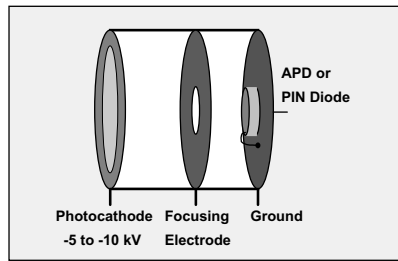 APD or
PIN Diode
Photocathode Focusing Ground
-5 to -10 kV Electrode